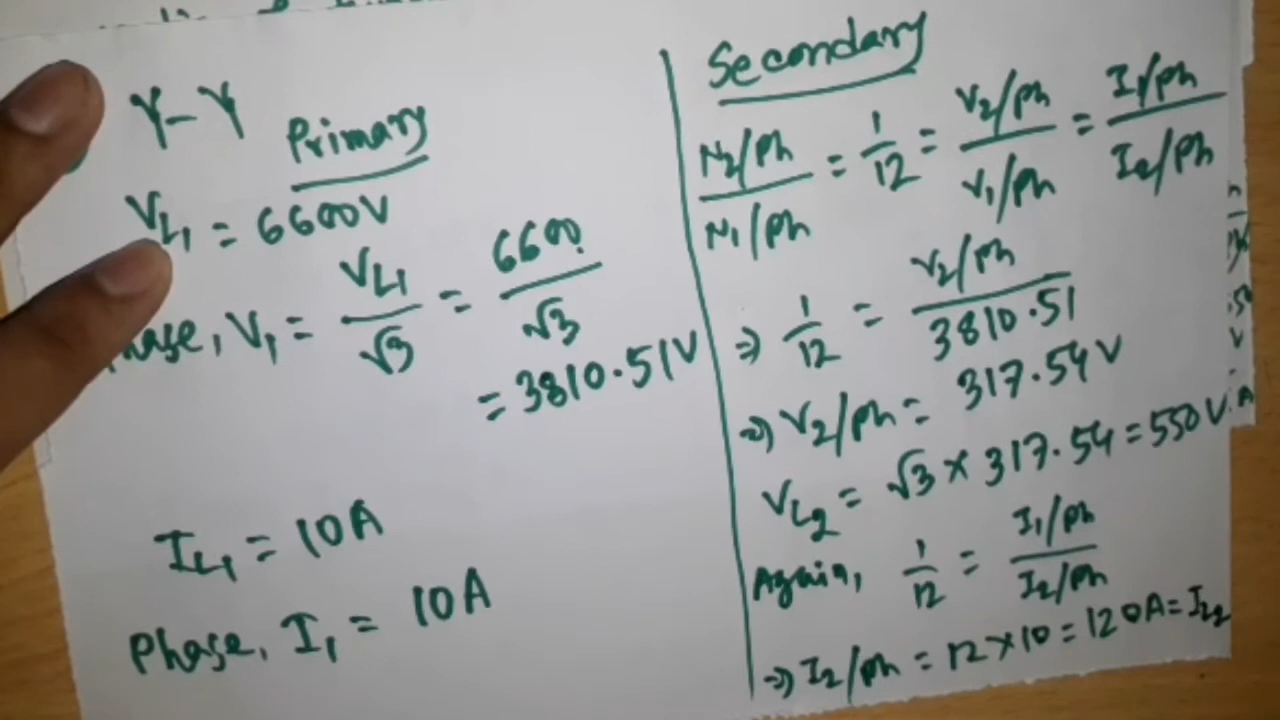 Y-Y
Primary
VL1 = 6600V
Phase, V1 = VL1/√3 = 6600/√3
= 3810.51V
IL1 = 10A
Phase, I1 = 10A
Secondary
N2/Ph / N1/Ph = 1/12 = V2/Ph / V1/Ph = I1/Ph / I2/Ph
⇒ 1/12 = V2/Ph / 3810.51
⇒ V2/Ph = 317.54 V
VL2 = √3 × 317.54 = 550 V.
Again, 1/12 = I1/Ph / I2/Ph
⇒ I2/Ph = 12×10 = 120A = IL2